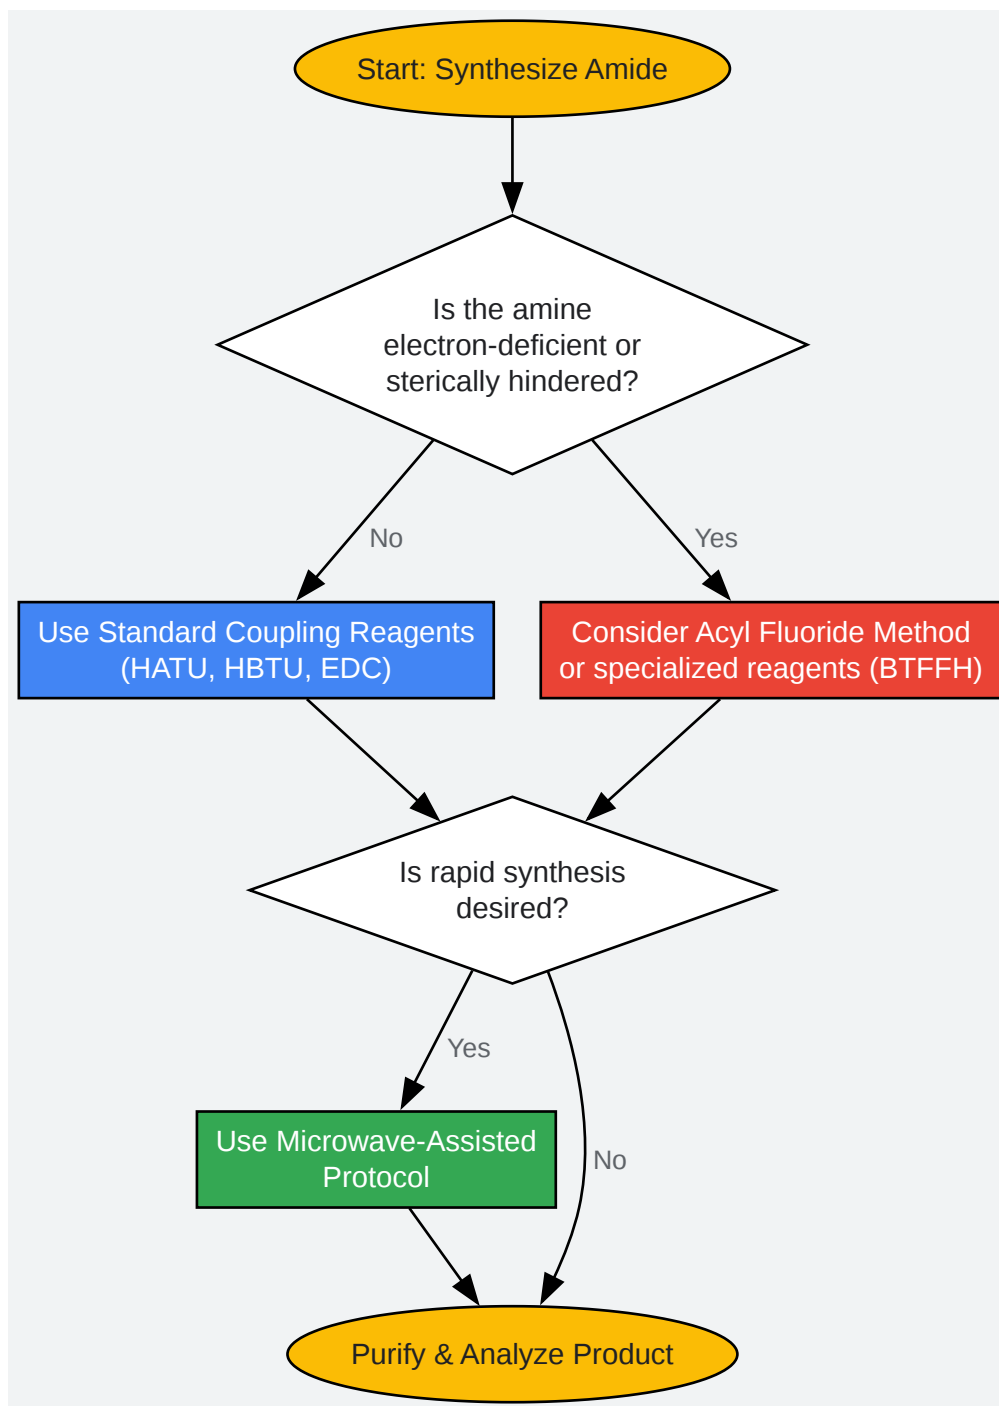 Start: Synthesize Amide
Is the amine
electron-deficient or
sterically hindered?
No
Yes
Use Standard Coupling Reagents
(HATU, HBTU, EDC)
Consider Acyl Fluoride Method
or specialized reagents (BTFFH)
Is rapid synthesis
desired?
Yes
Use Microwave-Assisted
Protocol
No
Purify & Analyze Product